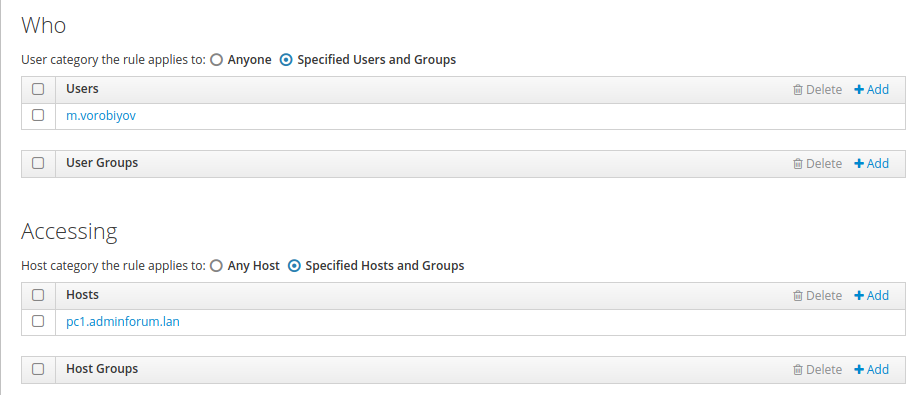 Who
User category the rule applies to: Anyone Specified Users and Groups
Users Delete Add
m.vorobiyov
User Groups Delete Add
Accessing
Host category the rule applies to: Any Host Specified Hosts and Groups
Hosts Delete Add
pc1.adminforum.lan
Host Groups Delete Add